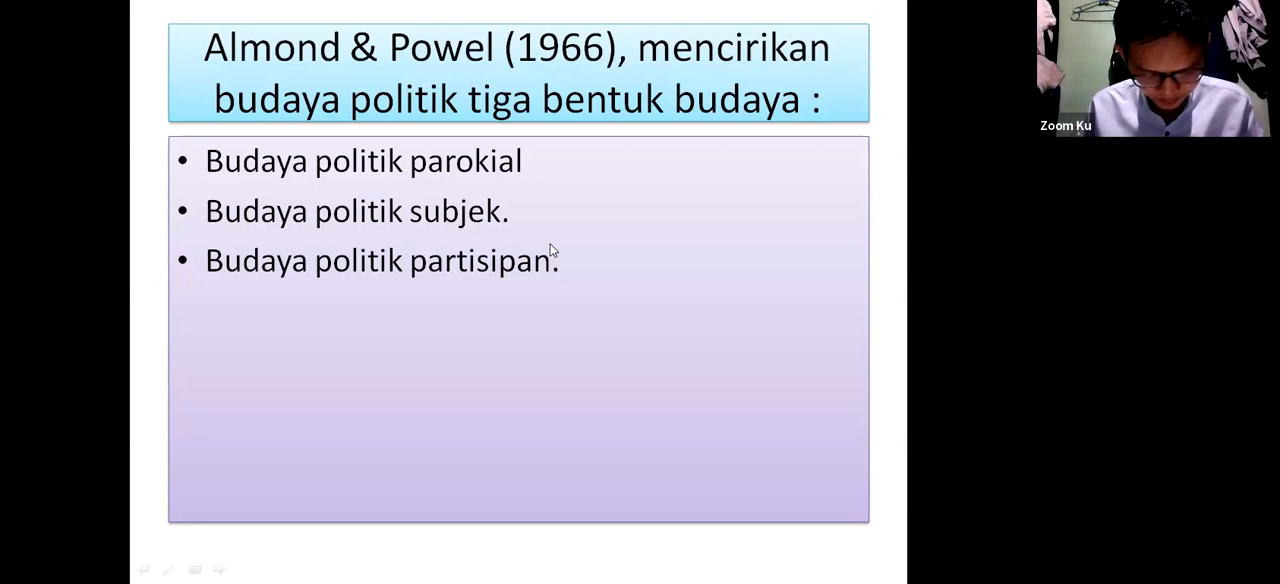 Almond & Powel (1966), mencirikan
budaya politik tiga bentuk budaya :
• Budaya politik parokial
• Budaya politik subjek.
• Budaya politik partisipan.
Zoom Ku